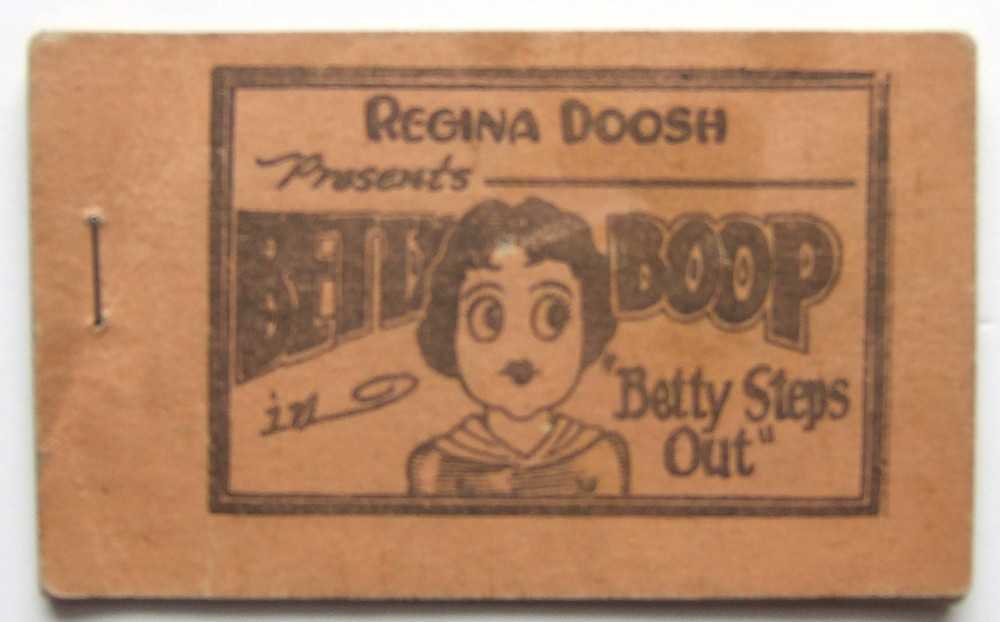 REGINA DOOSH
Presents
BETTY BOOP
in
"Betty Steps
Out"